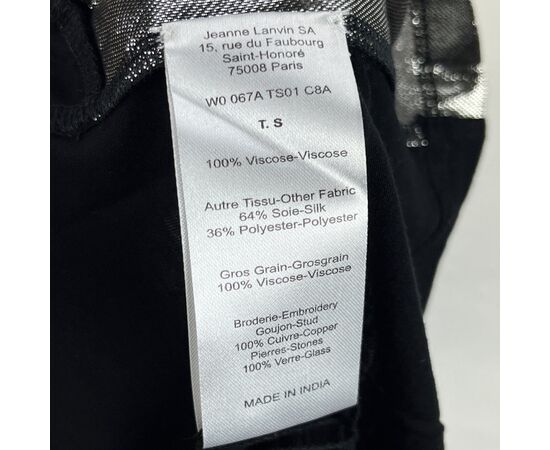 Jeanne Lanvin SA
15, rue du Faubourg
Saint-Honoré
75008 Paris
W0 067A TS01 C8A
T. S
100% Viscose-Viscose
Autre Tissu-Other Fabric
64% Soie-Silk
36% Polyester-Polyester
Gros Grain-Grosgrain
100% Viscose-Viscose
Broderie-Embroidery
Goujon-Stud
100% Cuivre-Copper
Pierres-Stones
100% Verre-Glass
MADE IN INDIA